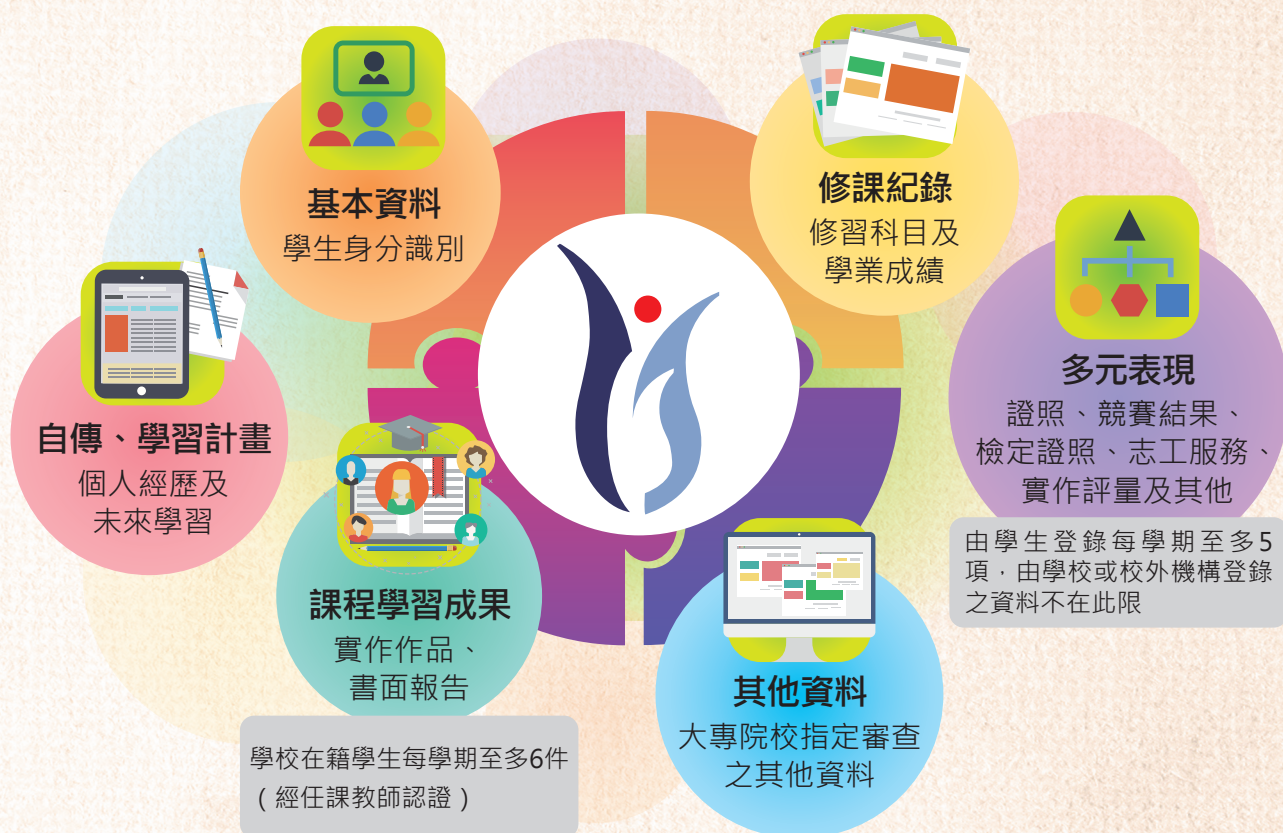 基本資料
學生身分識別
修課紀錄
修習科目及
學業成績
自傳、學習計畫
個人經歷及
未來學習
多元表現
證照、競賽結果、
檢定證照、志工服務、
實作評量及其他
由學生登錄每學期至多5
項，由學校或校外機構登錄
之資料不在此限
課程學習成果
實作作品、
書面報告
學校在籍學生每學期至多6件
（經任課教師認證）
其他資料
大專院校指定審查
之其他資料